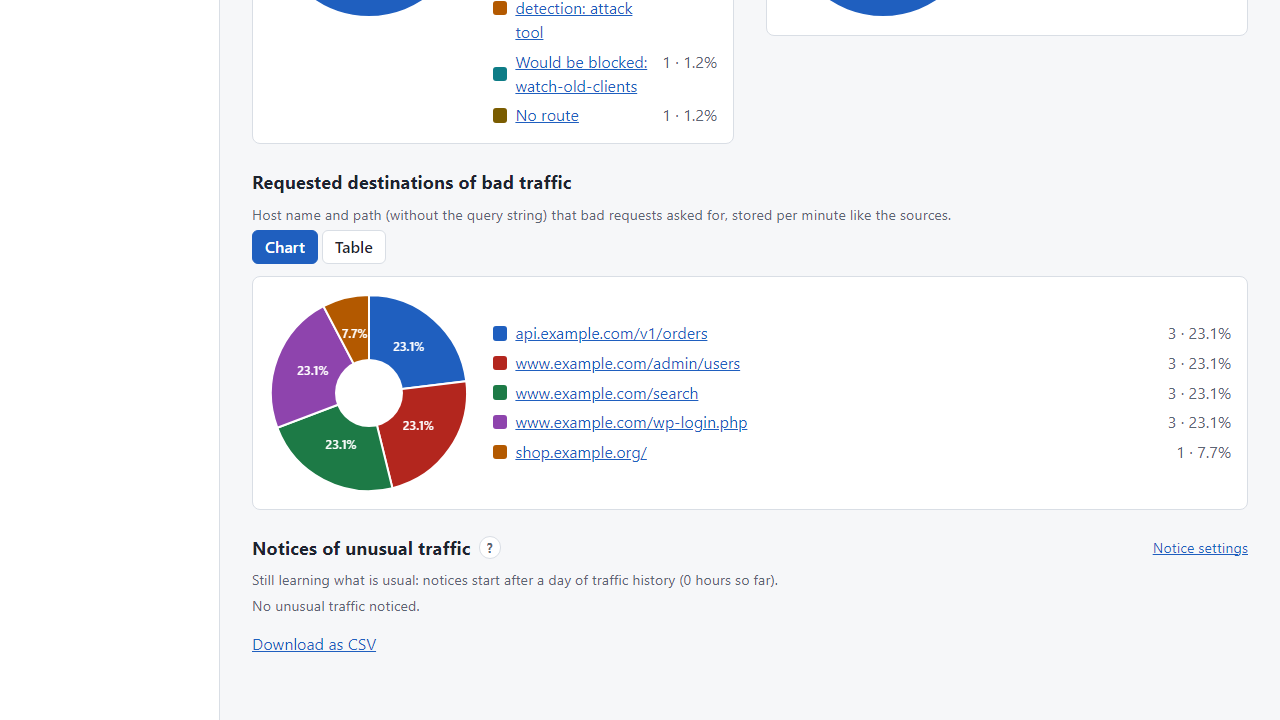 detection: attack
tool
Would be blocked: 1 · 1.2%
watch-old-clients
No route 1 · 1.2%
Requested destinations of bad traffic
Host name and path (without the query string) that bad requests asked for, stored per minute like the sources.
Chart Table
7.7%
23.1%
23.1%
23.1%
23.1%
api.example.com/v1/orders 3 · 23.1%
www.example.com/admin/users 3 · 23.1%
www.example.com/search 3 · 23.1%
www.example.com/wp-login.php 3 · 23.1%
shop.example.org/ 1 · 7.7%
Notices of unusual traffic ? Notice settings
Still learning what is usual: notices start after a day of traffic history (0 hours so far).
No unusual traffic noticed.
Download as CSV